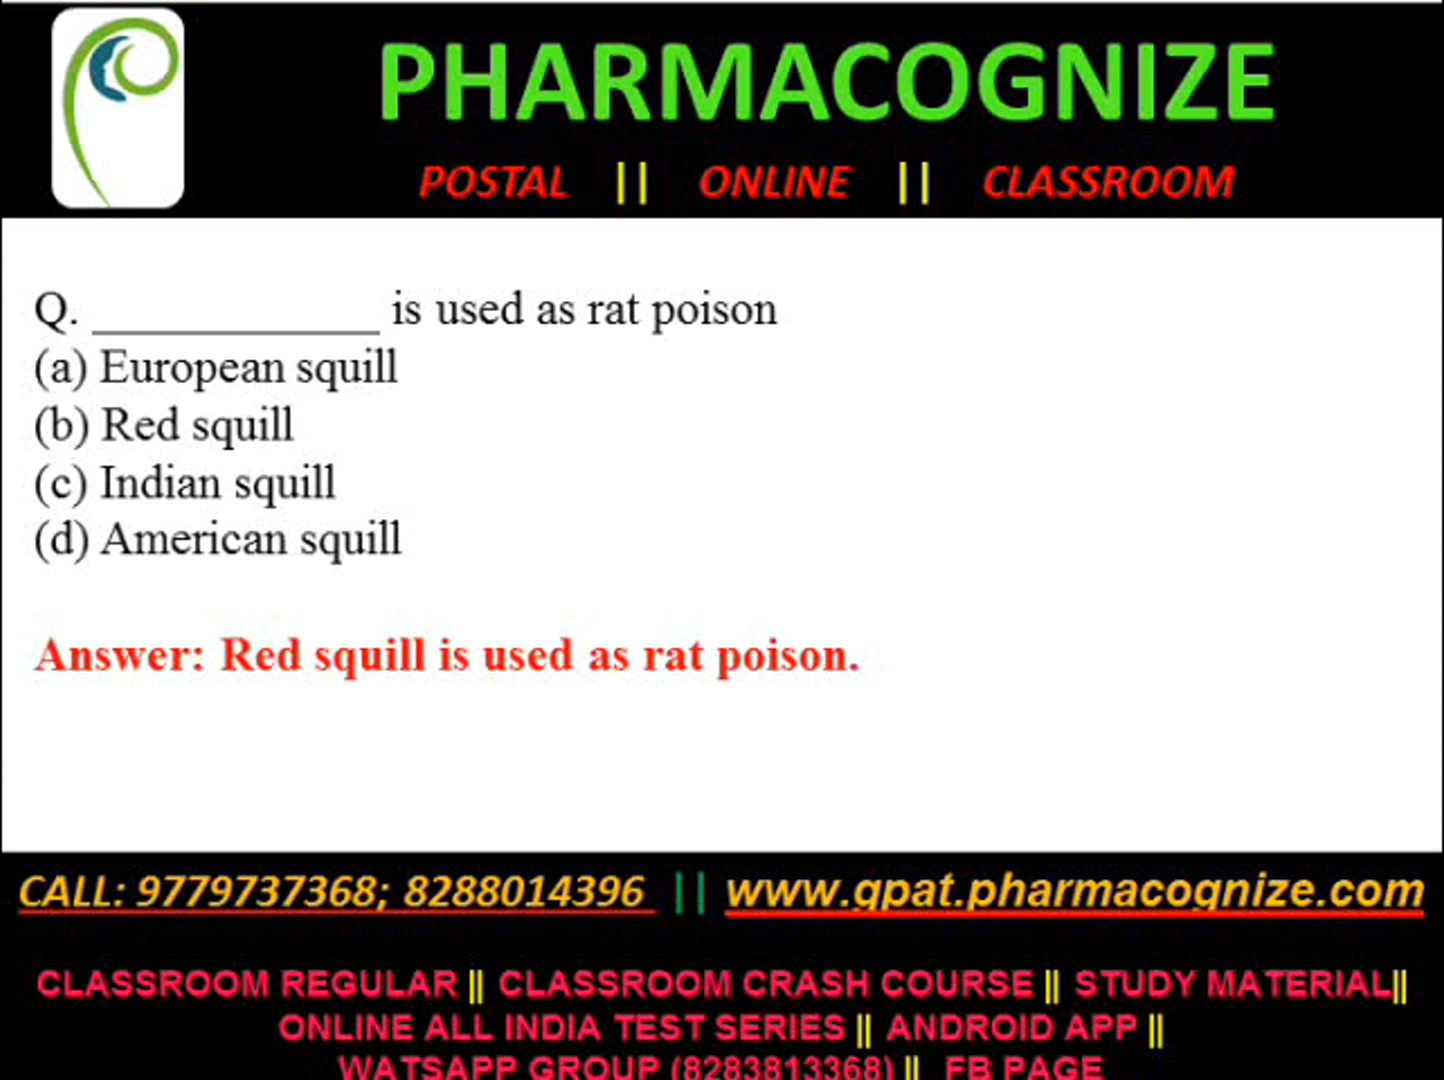 PHARMACOGNIZE
POSTAL || ONLINE || CLASSROOM
Q. ____________ is used as rat poison
(a) European squill
(b) Red squill
(c) Indian squill
(d) American squill
Answer: Red squill is used as rat poison.
CALL: 9779737368; 8288014396 || www.gpat.pharmacognize.com
CLASSROOM REGULAR || CLASSROOM CRASH COURSE || STUDY MATERIAL||
ONLINE ALL INDIA TEST SERIES || ANDROID APP ||
WATSAPP GROUP (8283813368) || FB PAGE